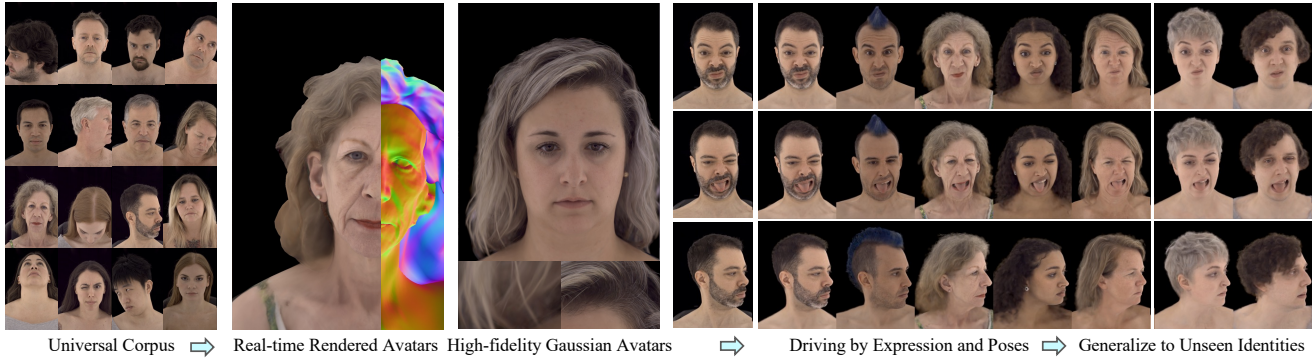 Universal Corpus
Real-time Rendered Avatars
High-fidelity Gaussian Avatars
Driving by Expression and Poses
Generalize to Unseen Identities